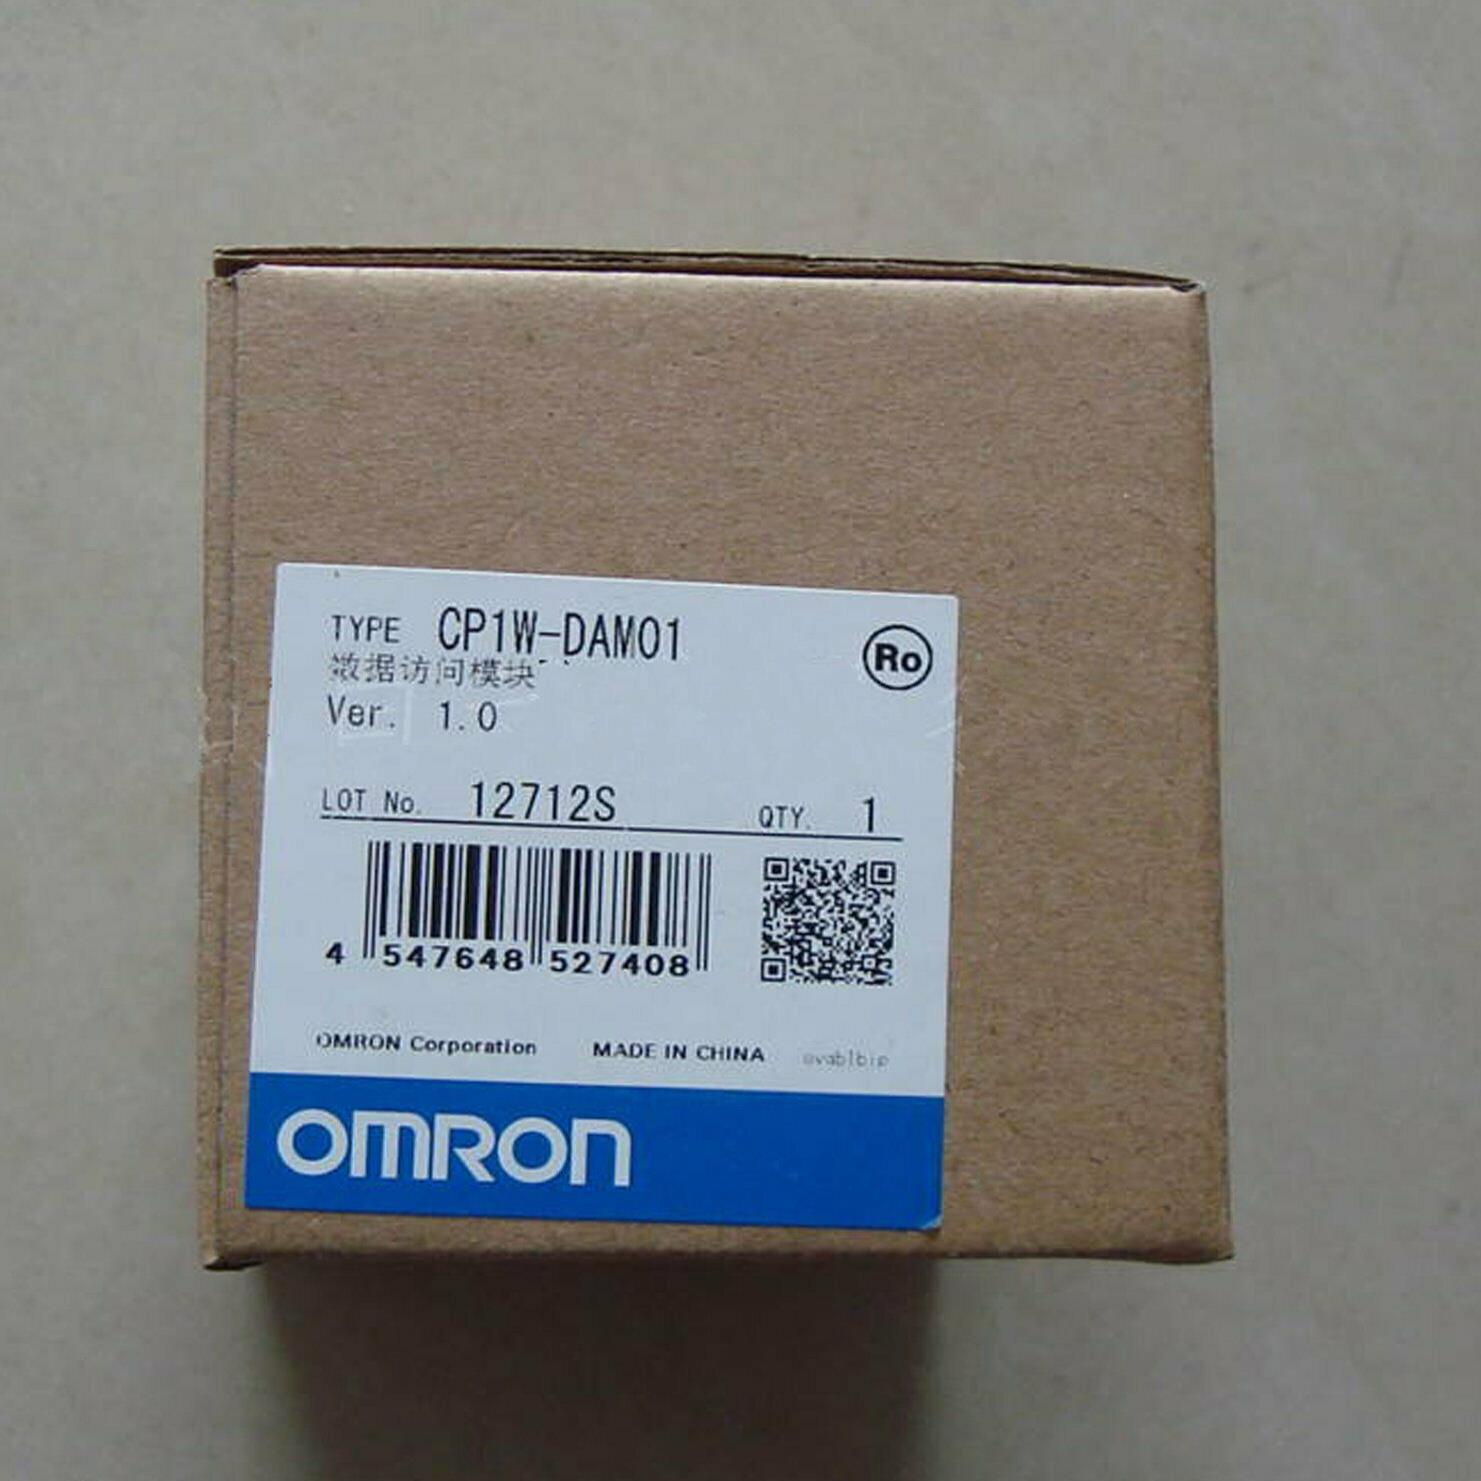 TYPE CP1W-DAM01
Ro
数据访问模块
Ver. 1.0
LOT No. 12712S QTY. 1
4 547648 527408
OMRON Corporation MADE IN CHINA
OMRON